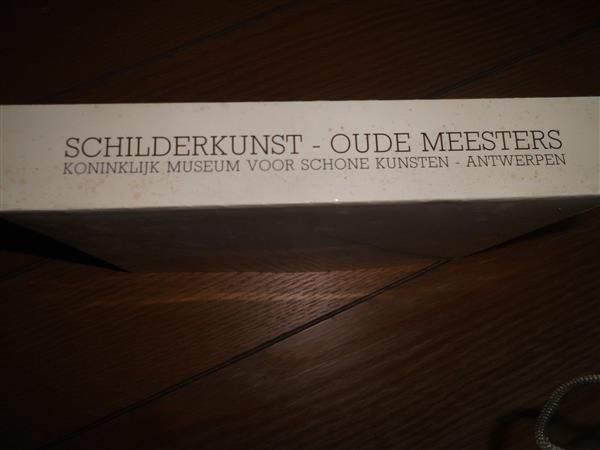 SCHILDERKUNST - OUDE MEESTERS
KONINKLIJK MUSEUM VOOR SCHONE KUNSTEN - ANTWERPEN